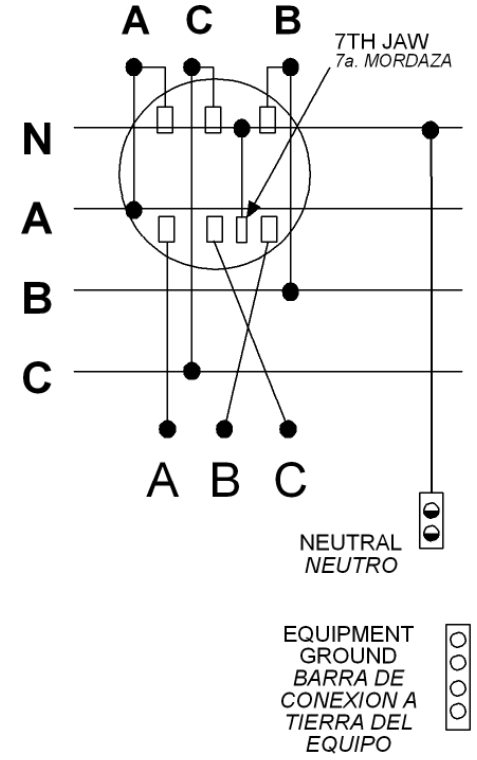 A C B
7TH JAW
7a. MORDAZA
N
A
B
C
A B C
NEUTRAL
NEUTRO
EQUIPMENT
GROUND
BARRA DE
CONEXION A
TIERRA DEL
EQUIPO